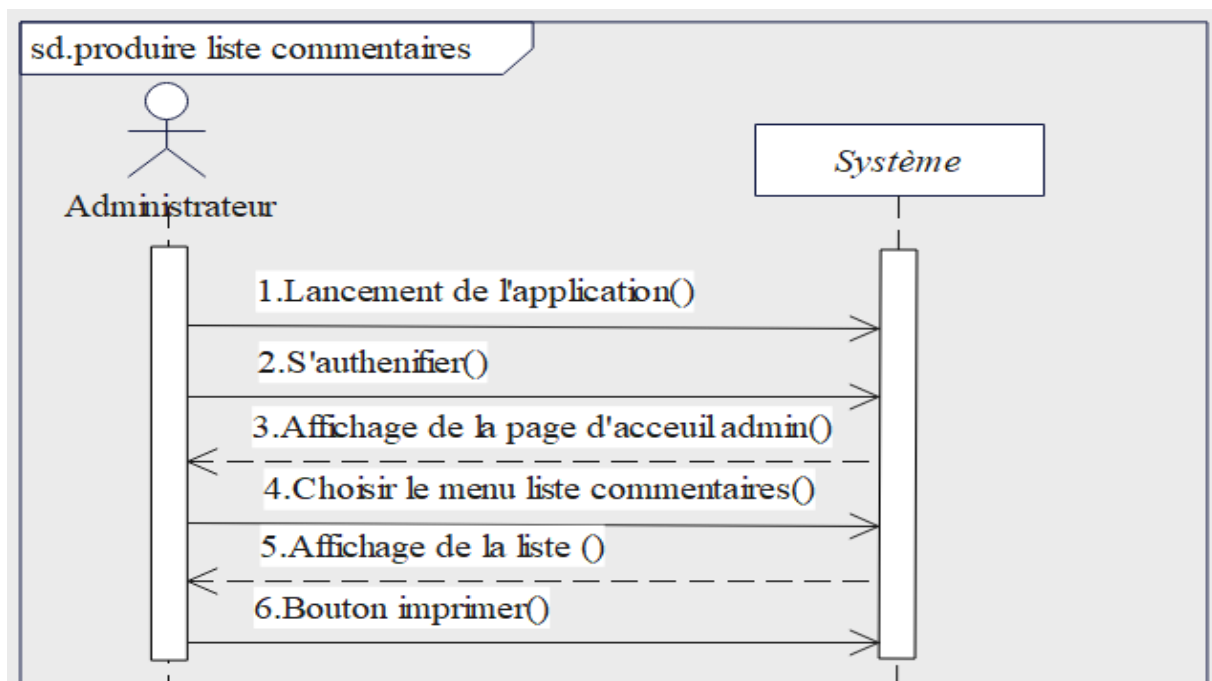 sd.produire liste commentaires
Système
Administrateur
1.Lancement de l'application()
2.S'authenifier()
3.Affichage de la page d'acceuil admin()
4.Choisir le menu liste commentaires()
5.Affichage de la liste ()
6.Bouton imprimer()